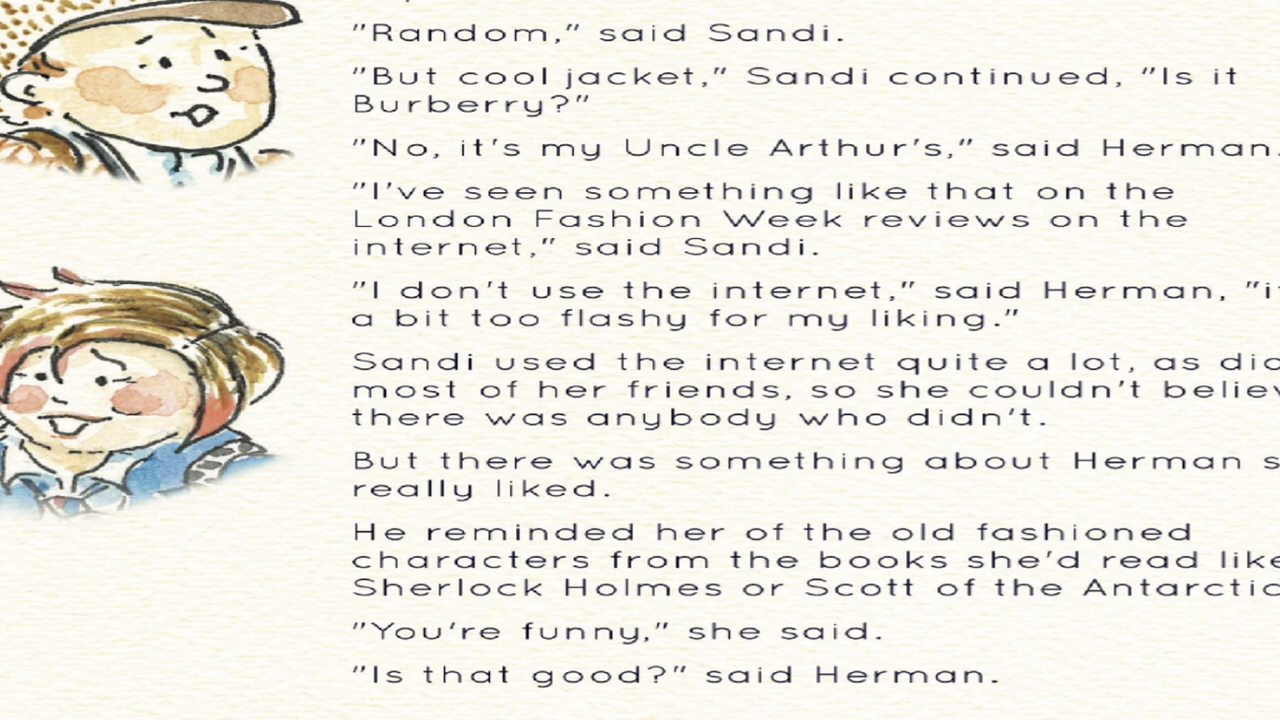 "Random," said Sandi.
"But cool jacket," Sandi continued, "Is it
Burberry?"
"No, it's my Uncle Arthur's," said Herman.
"I've seen something like that on the
London Fashion Week reviews on the
internet," said Sandi.
"I don't use the internet," said Herman,
a bit too flashy for my liking."
Sandi used the internet quite a lot, as
most of her friends, so she couldn't
there was anybody who didn't.
But there was something about Herman
really liked.
He reminded her of the old fashioned
characters from the books she'd read like
Sherlock Holmes or Scott of the Antarctic
"You're funny," she said.
"Is that good?" said Herman.